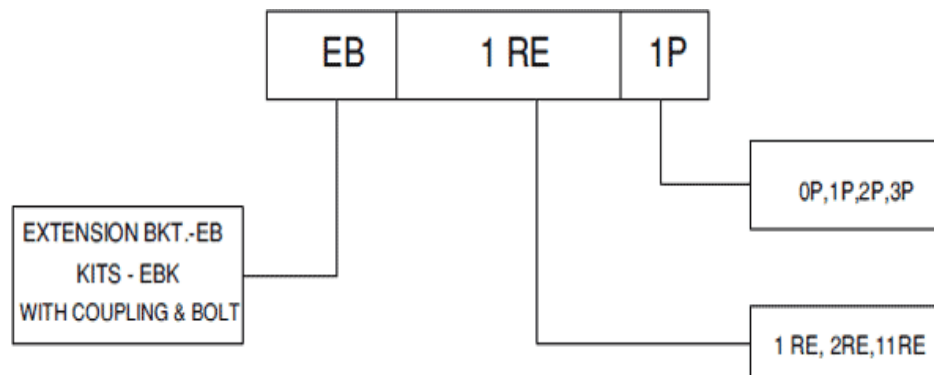 EB 1 RE 1P
0P,1P,2P,3P
EXTENSION BKT.-EB
KITS - EBK
WITH COUPLING & BOLT
1 RE, 2RE,11RE